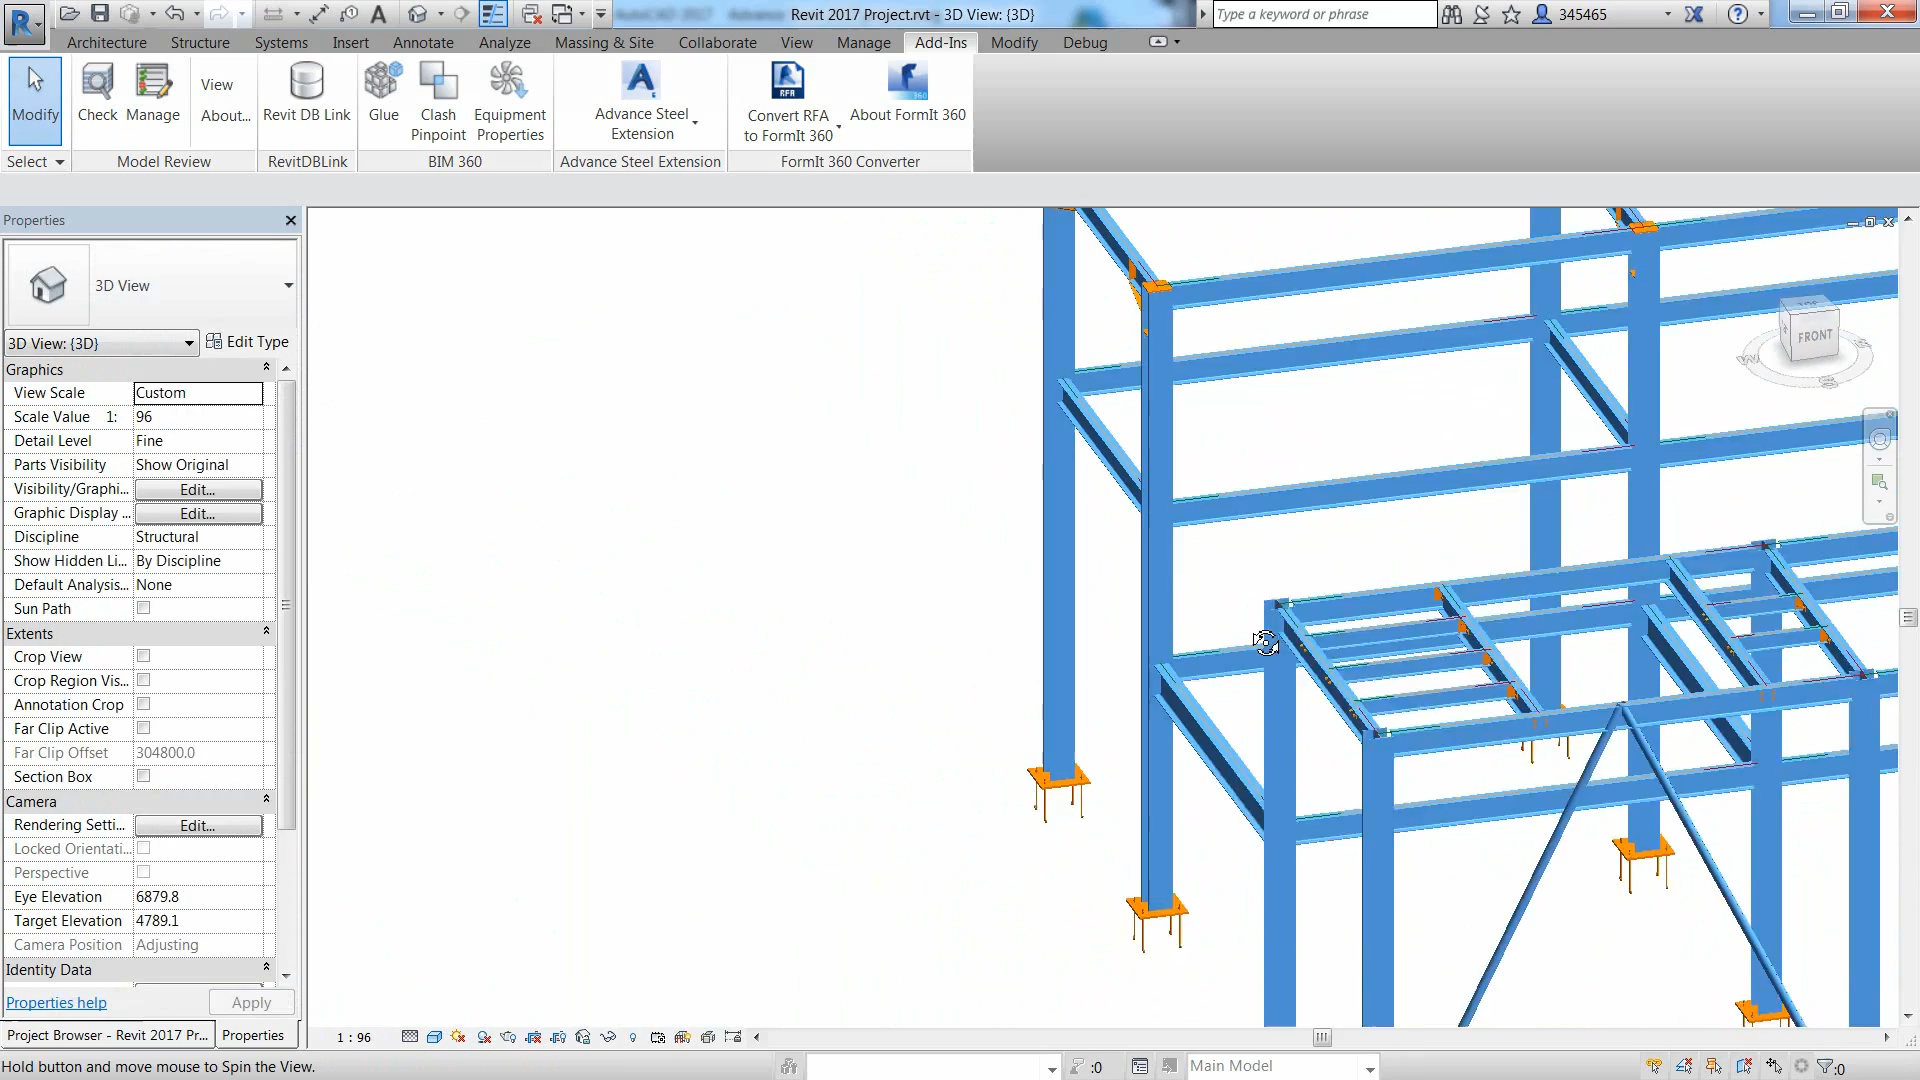 Revit 2017 Project.rvt - 3D View: {3D}
Type a keyword or phrase
345465
Architecture Structure Systems Insert Annotate Analyze Massing & Site Collaborate View Manage Add-Ins Modify Debug
Modify
Check
Manage
View
About...
Revit DB Link
Glue
Clash
Pinpoint
Equipment
Properties
Advance Steel
Extension
Convert RFA
to FormIt 360
About FormIt 360
RFA
360
Select
Model Review
RevitDBLink
BIM 360
Advance Steel Extension
FormIt 360 Converter
Properties
3D View
3D View: {3D}
Edit Type
Graphics
View Scale Custom
Scale Value 1: 96
Detail Level Fine
Parts Visibility Show Original
Visibility/Graphi... Edit...
Graphic Display ... Edit...
Discipline Structural
Show Hidden Li... By Discipline
Default Analysis... None
Sun Path
Extents
Crop View
Crop Region Vis...
Annotation Crop
Far Clip Active
Far Clip Offset 304800.0
Section Box
Camera
Rendering Setti... Edit...
Locked Orientati...
Perspective
Eye Elevation 6879.8
Target Elevation 4789.1
Camera Position Adjusting
Identity Data
Properties help
Apply
Project Browser - Revit 2017 Pr...
Properties
FRONT
1 : 96
Hold button and move mouse to Spin the View.
:0
Main Model
:0